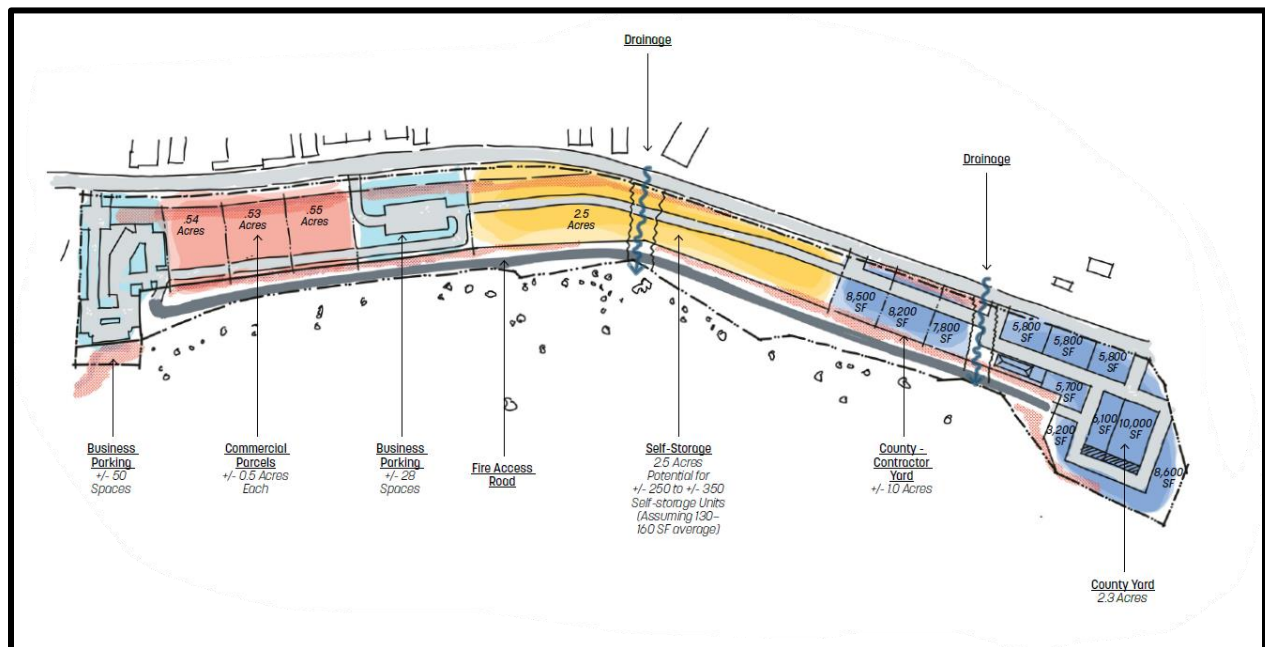 Drainage
Drainage
.54
Acres
.53
Acres
.55
Acres
2.5
Acres
8,500
SF
8,200
SF
7,800
SF
5,800
SF
5,800
SF
5,800
SF
5,700
SF
3,200
SF
6,100
SF
10,000
SF
8,600
SF
Business
Parking
+/- 50
Spaces
Commercial
Parcels
+/- 0.5 Acres
Each
Business
Parking
+/- 28
Spaces
Fire Access
Road
Self-Storage
2.5 Acres
Potential for
+/- 250 to +/- 350
Self-storage Units
(Assuming 130-
160 SF average)
County -
Contractor
Yard
+/- 1.0 Acres
County Yard
2.3 Acres